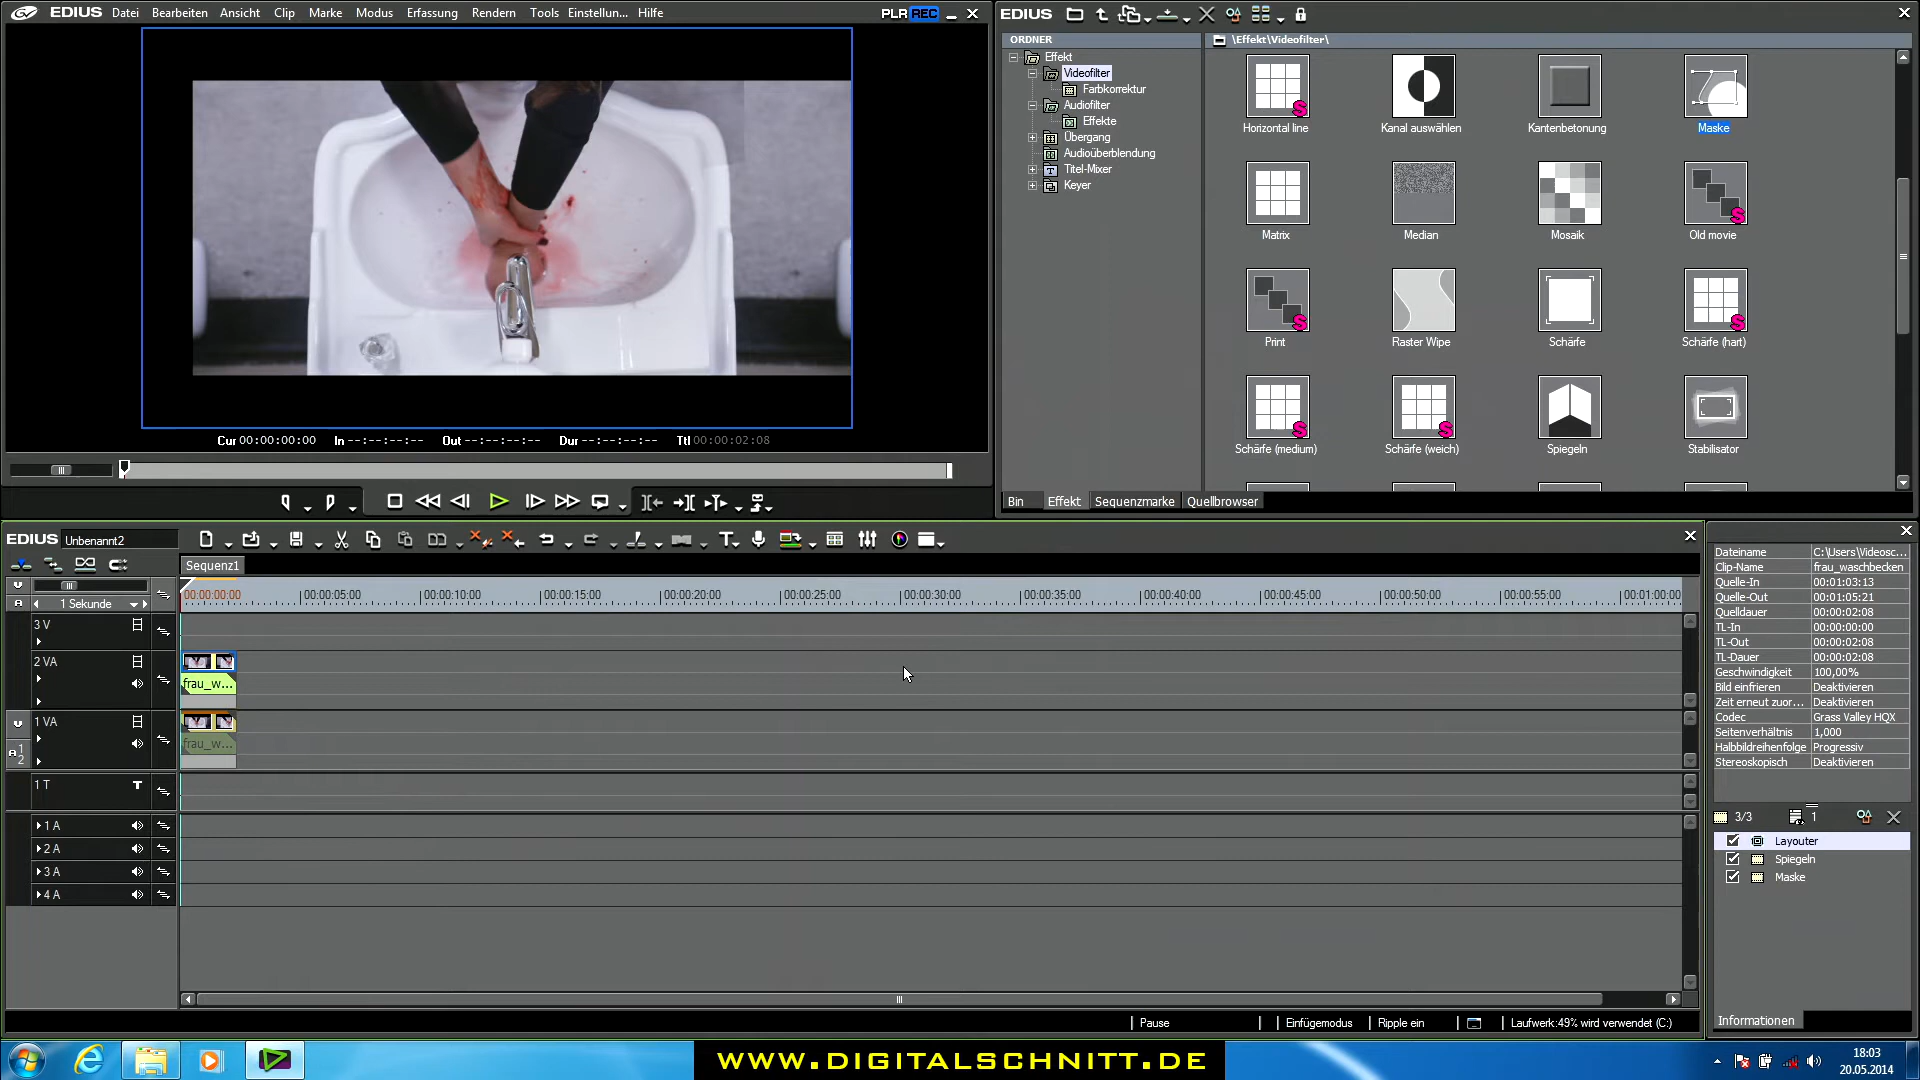 EDIUS Datei Bearbeiten Ansicht Clip Marke Modus Erfassung Rendern Tools Einstellun... Hilfe PLR REC
Cur 00:00:00:00 In --:--:--:-- Out --:--:--:-- Dur --:--:--:-- Ttl 00:00:02:08
EDIUS
ORDNER
Effekt
Videofilter
Farbkorrektur
Audiofilter
Effekte
Übergang
Audioüberblendung
Titel-Mixer
Keyer
\Effekt\Videofilter\
Horizontal line Kanal auswählen Kantenbetonung Maske
Matrix Median Mosaik Old movie
Print Raster Wipe Schärfe Schärfe (hart)
Schärfe (medium) Schärfe (weich) Spiegeln Stabilisator
Bin Effekt Sequenzmarke Quellbrowser
EDIUS Unbenannt2
Sequenz1
1 Sekunde
00:00:00:00 00:00:05:00 00:00:10:00 00:00:15:00 00:00:20:00 00:00:25:00 00:00:30:00 00:00:35:00 00:00:40:00 00:00:45:00 00:00:50:00 00:00:55:00 00:01:00:00
3 V
2 VA
frau_w...
1 VA
frau_w...
1 T
1 A
2 A
3 A
4 A
Pause Einfügemodus Ripple ein Laufwerk:49% wird verwendet (C:)
Dateiname C:\Users\Videosc...
Clip-Name frau_waschbecken
Quelle-In 00:01:03:13
Quelle-Out 00:01:05:21
Quelldauer 00:00:02:08
TL-In 00:00:00:00
TL-Out 00:00:02:08
TL-Dauer 00:00:02:08
Geschwindigkeit 100,00%
Bild einfrieren Deaktivieren
Zeit erneut zuor... Deaktivieren
Codec Grass Valley HQX
Seitenverhältnis 1,000
Halbbildreihenfolge Progressiv
Stereoskopisch Deaktivieren
3/3 1
Layouter
Spiegeln
Maske
Informationen
WWW.DIGITALSCHNITT.DE
18:03
20.05.2014